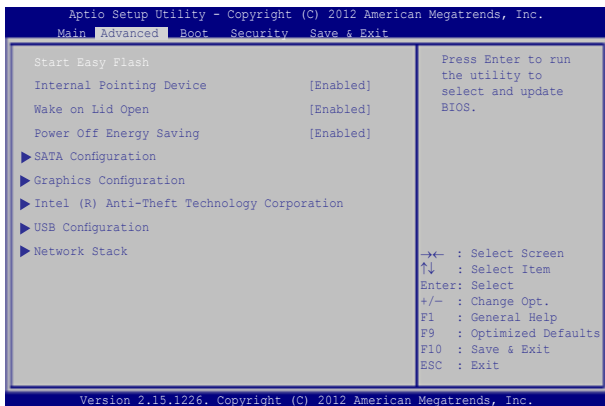 Aptio Setup Utility - Copyright (C) 2012 American Megatrends, Inc.
Main Advanced Boot Security Save & Exit
Start Easy Flash
Internal Pointing Device [Enabled]
Wake on Lid Open [Enabled]
Power Off Energy Saving [Enabled]
SATA Configuration
Graphics Configuration
Intel (R) Anti-Theft Technology Corporation
USB Configuration
Network Stack
Press Enter to run
the utility to
select and update
BIOS.
→← : Select Screen
↑↓ : Select Item
Enter: Select
+/— : Change Opt.
F1 : General Help
F9 : Optimized Defaults
F10 : Save & Exit
ESC : Exit
Version 2.15.1226. Copyright (C) 2012 American Megatrends, Inc.